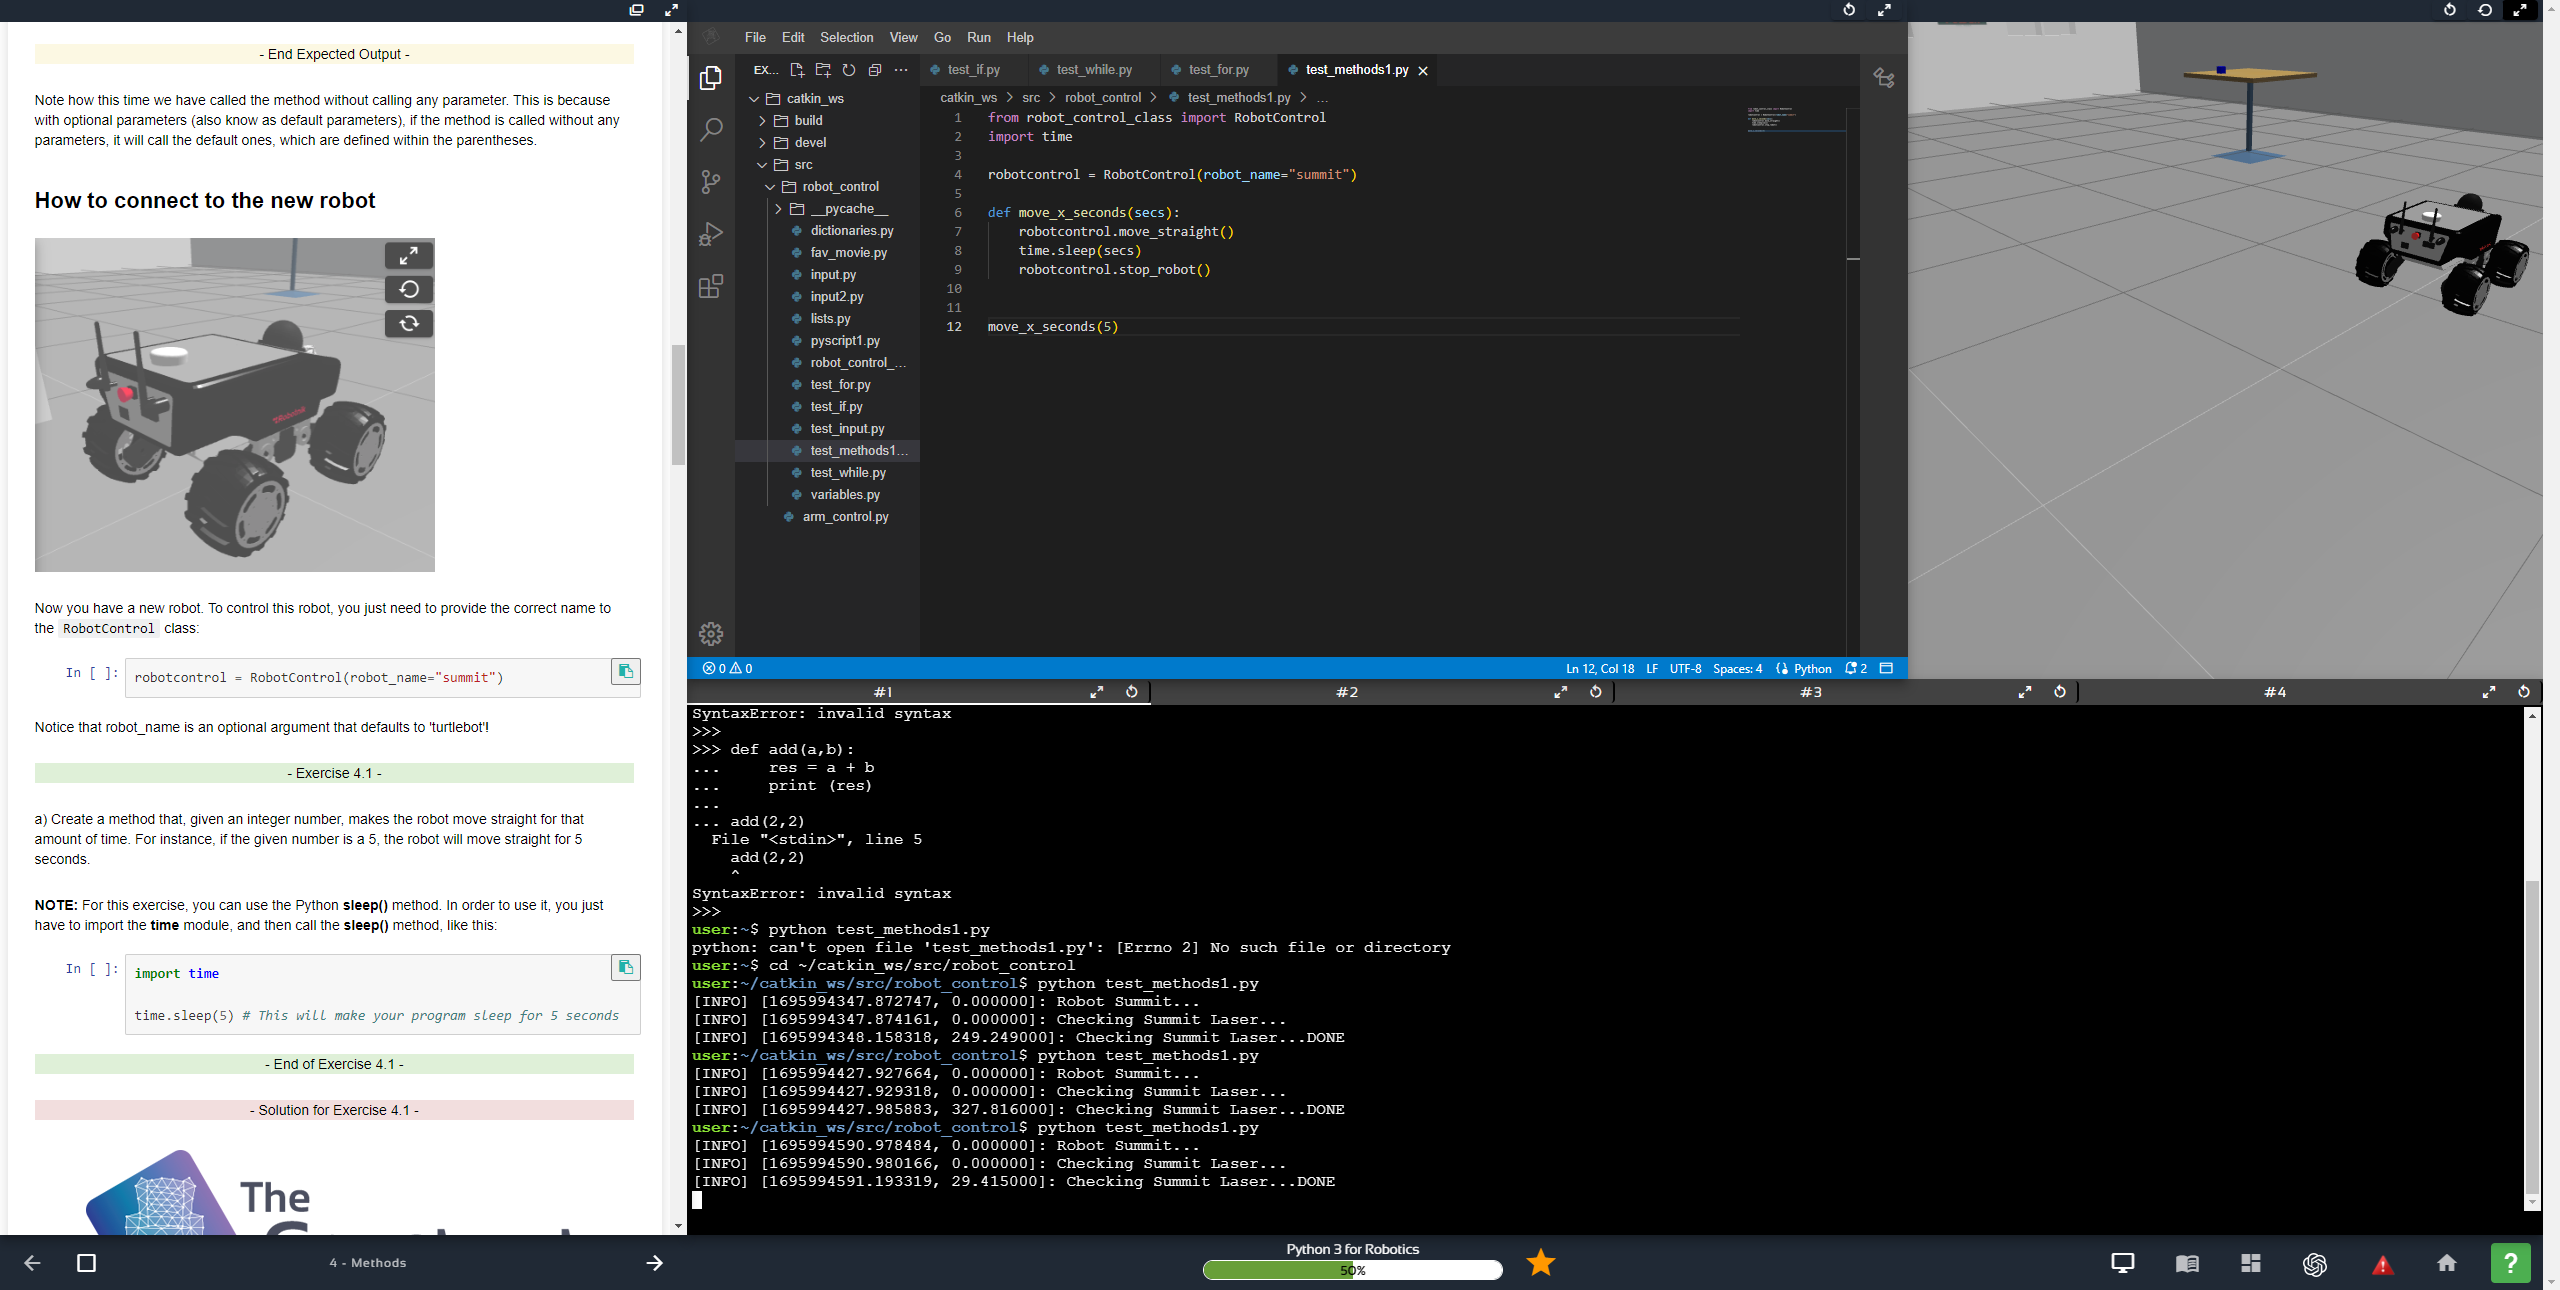 - End Expected Output -
Note how this time we have called the method without calling any parameter. This is because
with optional parameters (also know as default parameters), if the method is called without any
parameters, it will call the default ones, which are defined within the parentheses.
How to connect to the new robot
Now you have a new robot. To control this robot, you just need to provide the correct name to
the RobotControl class:
In [ ]: robotcontrol = RobotControl(robot_name="summit")
Notice that robot_name is an optional argument that defaults to 'turtlebot'!
- Exercise 4.1 -
a) Create a method that, given an integer number, makes the robot move straight for that
amount of time. For instance, if the given number is a 5, the robot will move straight for 5
seconds.
NOTE: For this exercise, you can use the Python sleep() method. In order to use it, you just
have to import the time module, and then call the sleep() method, like this:
In [ ]: import time
time.sleep(5) # This will make your program sleep for 5 seconds
- End of Exercise 4.1 -
- Solution for Exercise 4.1 -
The
4 - Methods
File Edit Selection View Go Run Help
EX... 
catkin_ws
build
devel
src
robot_control
__pycache__
dictionaries.py
fav_movie.py
input.py
input2.py
lists.py
pyscript1.py
robot_control_...
test_for.py
test_if.py
test_input.py
test_methods1...
test_while.py
variables.py
arm_control.py
test_if.py test_while.py test_for.py test_methods1.py
catkin_ws > src > robot_control > test_methods1.py > ...
1 from robot_control_class import RobotControl
2 import time
3
4 robotcontrol = RobotControl(robot_name="summit")
5
6 def move_x_seconds(secs):
7     robotcontrol.move_straight()
8     time.sleep(secs)
9     robotcontrol.stop_robot()
10
11
12 move_x_seconds(5)
0 0 Ln 12, Col 18 LF UTF-8 Spaces: 4 Python 2
#1 #2 #3 #4
SyntaxError: invalid syntax
>>>
>>> def add(a,b):
...     res = a + b
...     print (res)
...
... add(2,2)
  File "<stdin>", line 5
    add(2,2)
    ^
SyntaxError: invalid syntax
>>>
user:~$ python test_methods1.py
python: can't open file 'test_methods1.py': [Errno 2] No such file or directory
user:~$ cd ~/catkin_ws/src/robot_control
user:~/catkin_ws/src/robot_control$ python test_methods1.py
[INFO] [1695994347.872747, 0.000000]: Robot Summit...
[INFO] [1695994347.874161, 0.000000]: Checking Summit Laser...
[INFO] [1695994348.158318, 249.249000]: Checking Summit Laser...DONE
user:~/catkin_ws/src/robot_control$ python test_methods1.py
[INFO] [1695994427.927664, 0.000000]: Robot Summit...
[INFO] [1695994427.929318, 0.000000]: Checking Summit Laser...
[INFO] [1695994427.985883, 327.816000]: Checking Summit Laser...DONE
user:~/catkin_ws/src/robot_control$ python test_methods1.py
[INFO] [1695994590.978484, 0.000000]: Robot Summit...
[INFO] [1695994590.980166, 0.000000]: Checking Summit Laser...
[INFO] [1695994591.193319, 29.415000]: Checking Summit Laser...DONE
Python 3 for Robotics
50%
?